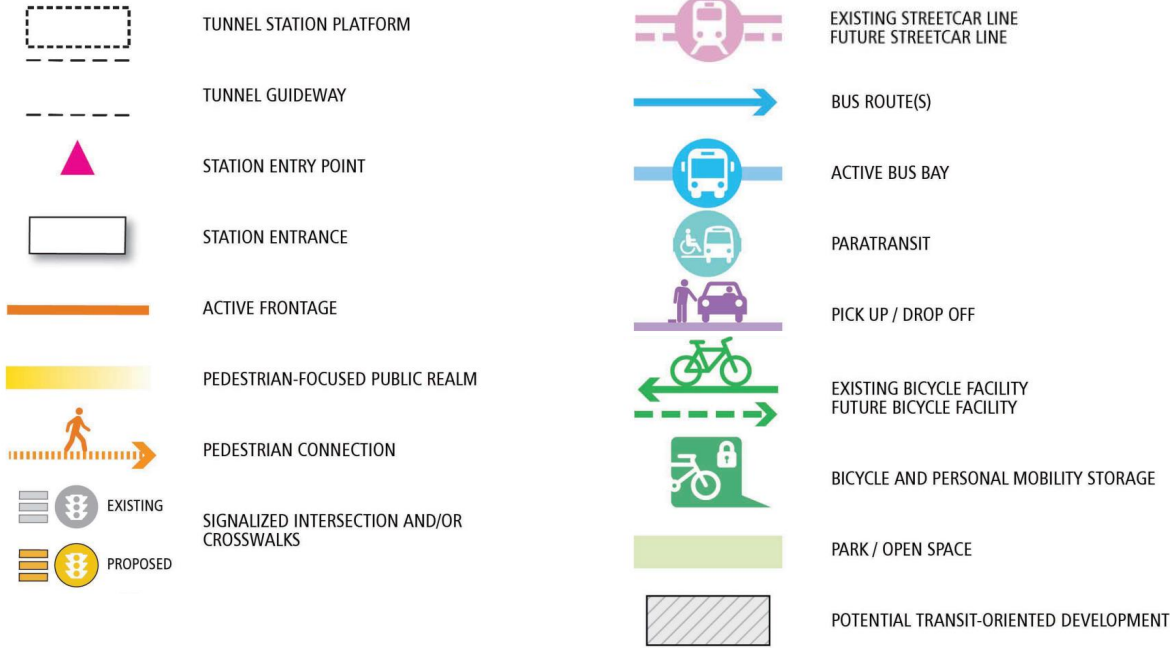 TUNNEL STATION PLATFORM
TUNNEL GUIDEWAY
STATION ENTRY POINT
STATION ENTRANCE
ACTIVE FRONTAGE
PEDESTRIAN-FOCUSED PUBLIC REALM
PEDESTRIAN CONNECTION
EXISTING
SIGNALIZED INTERSECTION AND/OR
CROSSWALKS
PROPOSED
EXISTING STREETCAR LINE
FUTURE STREETCAR LINE
BUS ROUTE(S)
ACTIVE BUS BAY
PARATRANSIT
PICK UP / DROP OFF
EXISTING BICYCLE FACILITY
FUTURE BICYCLE FACILITY
BICYCLE AND PERSONAL MOBILITY STORAGE
PARK / OPEN SPACE
POTENTIAL TRANSIT-ORIENTED DEVELOPMENT